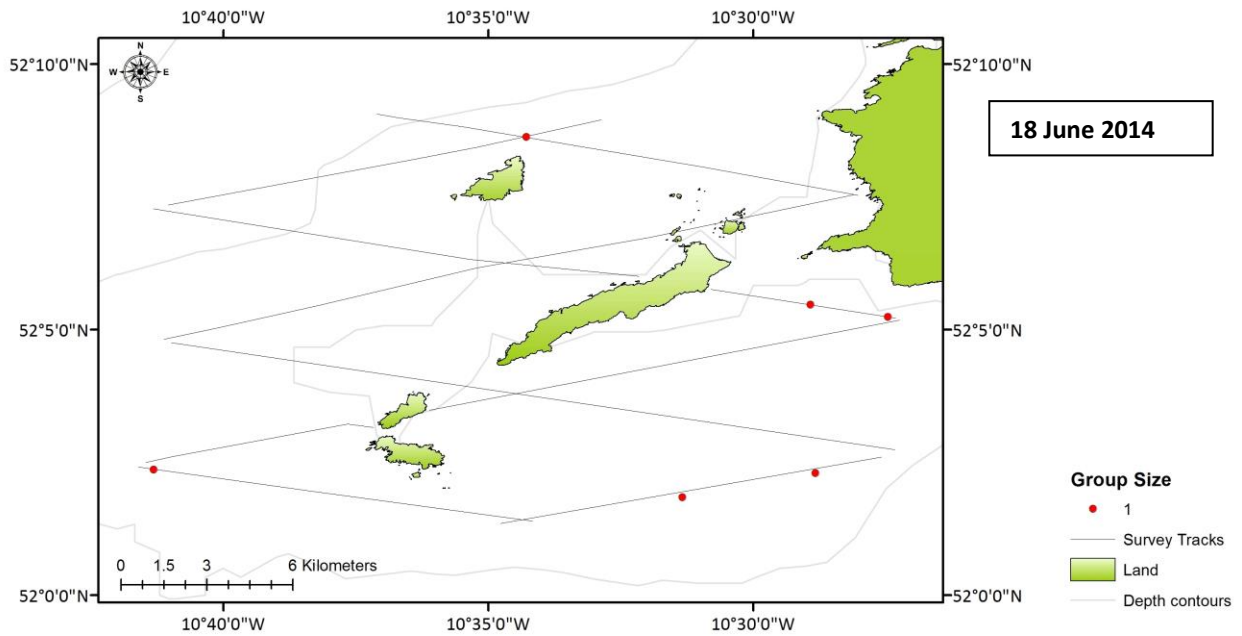 10°40'0"W 10°35'0"W 10°30'0"W
N
W E
S
52°10'0"N 52°10'0"N
18 June 2014
52°5'0"N 52°5'0"N
Group Size
1
Survey Tracks
0 1.5 3 6 Kilometers
Land
52°0'0"N 52°0'0"N
Depth contours
10°40'0"W 10°35'0"W 10°30'0"W